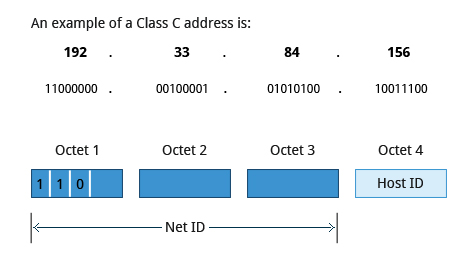 An example of a Class C address is:
192 . 33 . 84 . 156
11000000 . 00100001 . 01010100 . 10011100
Octet 1 Octet 2 Octet 3 Octet 4
1 1 0 Host ID
Net ID